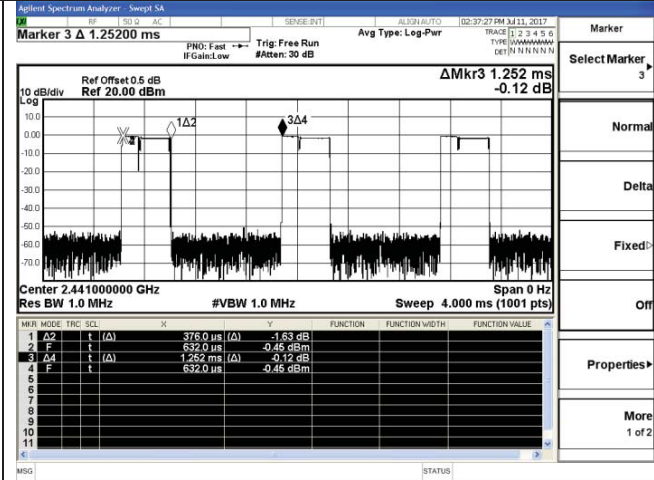 Agilent Spectrum Analyzer - Swept SA
LXI RF 50 Ω AC SENSE:INT ALIGN AUTO 02:37:27 PM Jul 11, 2017
Marker 3 Δ 1.25200 ms
Avg Type: Log-Pwr
TRACE 1 2 3 4 5 6
TYPE WWWWWW
DET N N N N N N
PNO: Fast
IFGain:Low
Trig: Free Run
#Atten: 30 dB
Ref Offset 0.5 dB
10 dB/div Ref 20.00 dBm
ΔMkr3 1.252 ms
-0.12 dB
Log
10.0
0.00
-10.0
-20.0
-30.0
-40.0
-50.0
-60.0
-70.0
1Δ2
3Δ4
Center 2.441000000 GHz
Span 0 Hz
Res BW 1.0 MHz
#VBW 1.0 MHz
Sweep 4.000 ms (1001 pts)
MKR MODE TRC SCL X Y FUNCTION FUNCTION WIDTH FUNCTION VALUE
1 Δ2 t (Δ) 376.0 µs (Δ) -1.63 dB
2 F t 632.0 µs -0.45 dBm
3 Δ4 t (Δ) 1.252 ms (Δ) -0.12 dB
4 F t 632.0 µs -0.45 dBm
5
6
7
8
9
10
11
MSG
STATUS
Marker
Select Marker
3
Normal
Delta
Fixed
Off
Properties
More
1 of 2